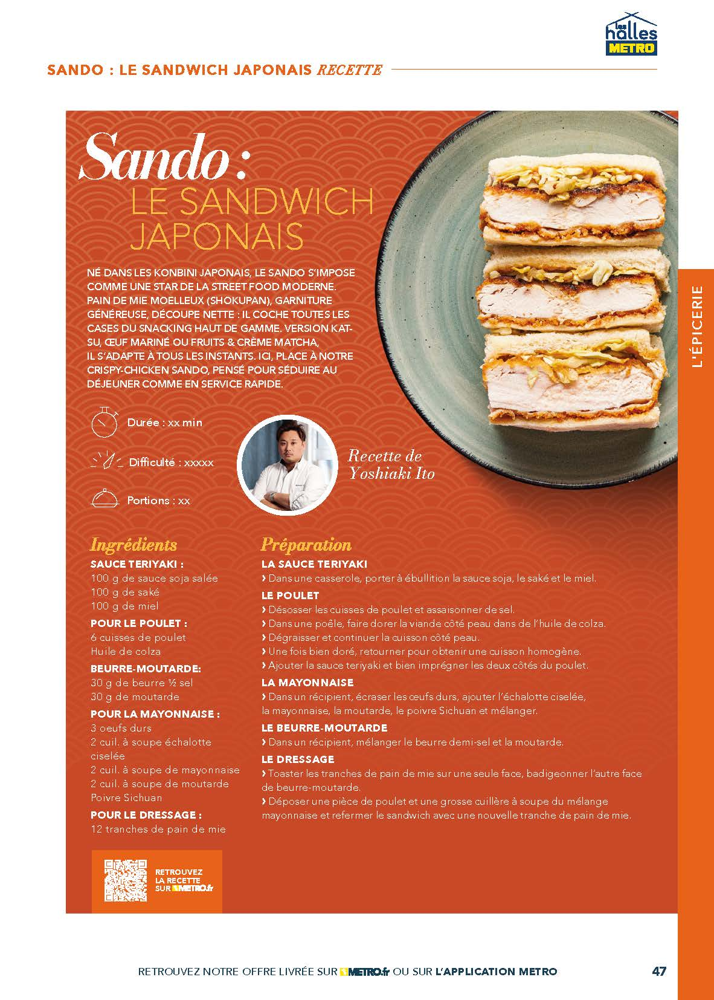 les
halles
METRO
SANDO : LE SANDWICH JAPONAIS RECETTE
Sando :
LE SANDWICH
JAPONAIS
NÉ DANS LES KONBINI JAPONAIS, LE SANDO S'IMPOSE
COMME UNE STAR DE LA STREET FOOD MODERNE.
PAIN DE MIE MOELLEUX (SHOKUPAN), GARNITURE
GÉNÉREUSE, DÉCOUPE NETTE : IL COCHE TOUTES LES
CASES DU SNACKING HAUT DE GAMME. VERSION KAT-
SU, ŒUF MARINÉ OU FRUITS & CRÈME MATCHA,
IL S'ADAPTE À TOUS LES INSTANTS. ICI, PLACE À NOTRE
CRISPY-CHICKEN SANDO, PENSÉ POUR SÉDUIRE AU
DÉJEUNER COMME EN SERVICE RAPIDE.
L'ÉPICERIE
Durée : xx min
Difficulté : xxxxx
Portions : xx
Recette de
Yoshiaki Ito
Ingrédients
SAUCE TERIYAKI :
100 g de sauce soja salée
100 g de saké
100 g de miel
POUR LE POULET :
6 cuisses de poulet
Huile de colza
BEURRE-MOUTARDE:
30 g de beurre ½ sel
30 g de moutarde
POUR LA MAYONNAISE :
3 oeufs durs
2 cuil. à soupe échalotte
ciselée
2 cuil. à soupe de mayonnaise
2 cuil. à soupe de moutarde
Poivre Sichuan
POUR LE DRESSAGE :
12 tranches de pain de mie
Préparation
LA SAUCE TERIYAKI
› Dans une casserole, porter à ébullition la sauce soja, le saké et le miel.
LE POULET
› Désosser les cuisses de poulet et assaisonner de sel.
› Dans une poêle, faire dorer la viande côté peau dans de l'huile de colza.
› Dégraisser et continuer la cuisson côté peau.
› Une fois bien doré, retourner pour obtenir une cuisson homogène.
› Ajouter la sauce teriyaki et bien imprégner les deux côtés du poulet.
LA MAYONNAISE
› Dans un récipient, écraser les œufs durs, ajouter l'échalotte ciselée,
la mayonnaise, la moutarde, le poivre Sichuan et mélanger.
LE BEURRE-MOUTARDE
› Dans un récipient, mélanger le beurre demi-sel et la moutarde.
LE DRESSAGE
› Toaster les tranches de pain de mie sur une seule face, badigeonner l'autre face
de beurre-moutarde.
› Déposer une pièce de poulet et une grosse cuillère à soupe du mélange
mayonnaise et refermer le sandwich avec une nouvelle tranche de pain de mie.
RETROUVEZ
LA RECETTE
SUR METRO.fr
RETROUVEZ NOTRE OFFRE LIVRÉE SUR METRO.fr OU SUR L'APPLICATION METRO
47